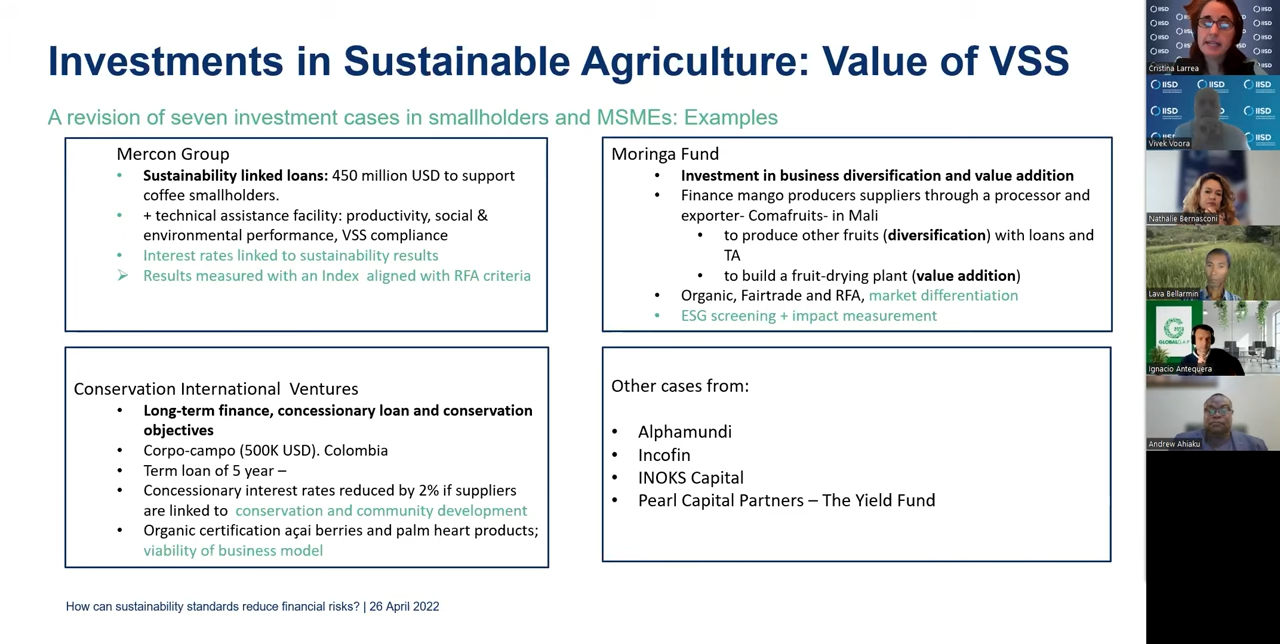 Investments in Sustainable Agriculture: Value of VSS
A revision of seven investment cases in smallholders and MSMEs: Examples
Mercon Group
• Sustainability linked loans: 450 million USD to support
coffee smallholders.
• + technical assistance facility: productivity, social &
environmental performance, VSS compliance
• Interest rates linked to sustainability results
➢ Results measured with an Index aligned with RFA criteria
Moringa Fund
• Investment in business diversification and value addition
• Finance mango producers suppliers through a processor and
exporter- Comafruits- in Mali
• to produce other fruits (diversification) with loans and
TA
• to build a fruit-drying plant (value addition)
• Organic, Fairtrade and RFA, market differentiation
• ESG screening + impact measurement
Conservation International Ventures
• Long-term finance, concessionary loan and conservation
objectives
• Corpo-campo (500K USD). Colombia
• Term loan of 5 year –
• Concessionary interest rates reduced by 2% if suppliers
are linked to conservation and community development
• Organic certification açai berries and palm heart products;
viability of business model
Other cases from:
• Alphamundi
• Incofin
• INOKS Capital
• Pearl Capital Partners – The Yield Fund
How can sustainability standards reduce financial risks? | 26 April 2022
IISD
Cristina Larrea
IISD
IISD
IISD
Vivek Voora
Nathalie Bernasconi
Lava Bellarmin
GLOBALG.A.P.
Ignacio Antequera
Andrew Ahiaku